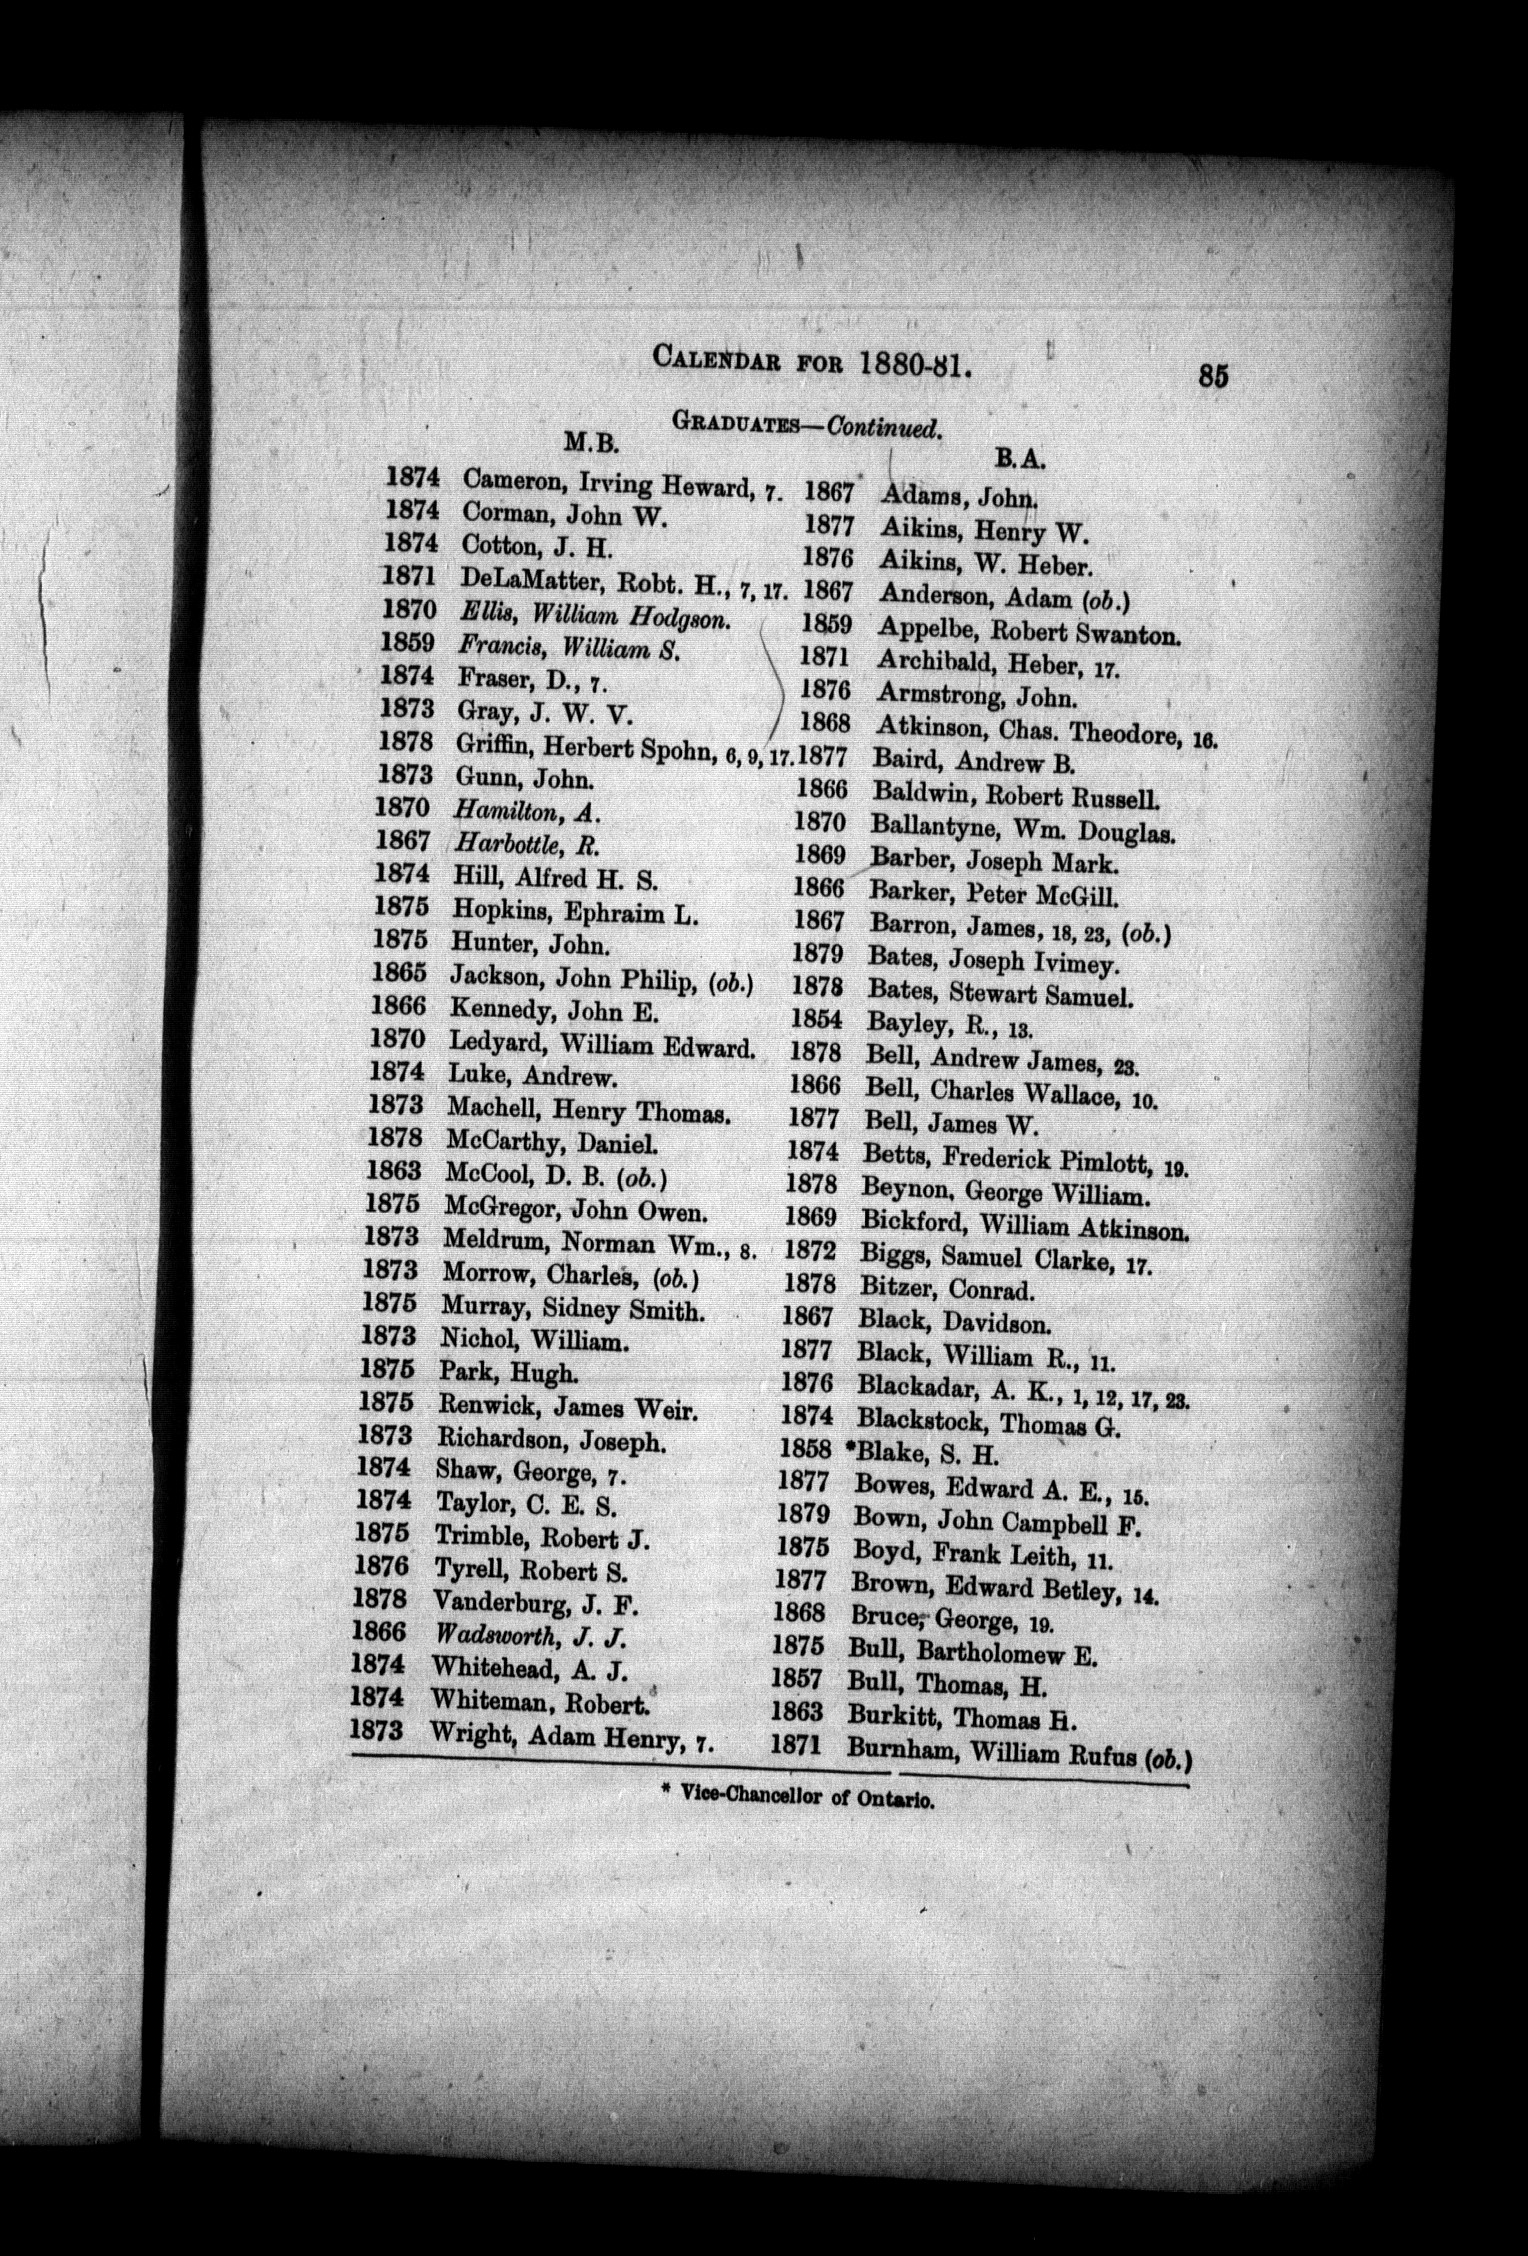 CALENDAR FOR 1880-81.
85
GRADUATES—Continued.
M.B.
1874 Cameron, Irving Heward, 7.
1874 Corman, John W.
1874 Cotton, J. H.
1871 DeLaMatter, Robt. H., 7, 17.
1870 Ellis, William Hodgson.
1859 Francis, William S.
1874 Fraser, D., 7.
1873 Gray, J. W. V.
1878 Griffin, Herbert Spohn, 6, 9, 17.
1873 Gunn, John.
1870 Hamilton, A.
1867 Harbottle, R.
1874 Hill, Alfred H. S.
1875 Hopkins, Ephraim L.
1875 Hunter, John.
1865 Jackson, John Philip, (ob.)
1866 Kennedy, John E.
1870 Ledyard, William Edward.
1874 Luke, Andrew.
1873 Machell, Henry Thomas.
1878 McCarthy, Daniel.
1863 McCool, D. B. (ob.)
1875 McGregor, John Owen.
1873 Meldrum, Norman Wm., 8.
1873 Morrow, Charles, (ob.)
1875 Murray, Sidney Smith.
1873 Nichol, William.
1875 Park, Hugh.
1875 Renwick, James Weir.
1873 Richardson, Joseph.
1874 Shaw, George, 7.
1874 Taylor, C. E. S.
1875 Trimble, Robert J.
1876 Tyrell, Robert S.
1878 Vanderburg, J. F.
1866 Wadsworth, J. J.
1874 Whitehead, A. J.
1874 Whiteman, Robert.
1873 Wright, Adam Henry, 7.
B.A.
1867 Adams, John.
1877 Aikins, Henry W.
1876 Aikins, W. Heber.
1867 Anderson, Adam (ob.)
1859 Appelbe, Robert Swanton.
1871 Archibald, Heber, 17.
1876 Armstrong, John.
1868 Atkinson, Chas. Theodore, 16.
1877 Baird, Andrew B.
1866 Baldwin, Robert Russell.
1870 Ballantyne, Wm. Douglas.
1869 Barber, Joseph Mark.
1866 Barker, Peter McGill.
1867 Barron, James, 18, 23, (ob.)
1879 Bates, Joseph Ivimey.
1878 Bates, Stewart Samuel.
1854 Bayley, R., 13.
1878 Bell, Andrew James, 23.
1866 Bell, Charles Wallace, 10.
1877 Bell, James W.
1874 Betts, Frederick Pimlott, 19.
1878 Beynon, George William.
1869 Bickford, William Atkinson.
1872 Biggs, Samuel Clarke, 17.
1878 Bitzer, Conrad.
1867 Black, Davidson.
1877 Black, William R., 11.
1876 Blackadar, A. K., 1, 12, 17, 23.
1874 Blackstock, Thomas G.
1858 *Blake, S. H.
1877 Bowes, Edward A. E., 15.
1879 Bown, John Campbell F.
1875 Boyd, Frank Leith, 11.
1877 Brown, Edward Betley, 14.
1868 Bruce, George, 19.
1875 Bull, Bartholomew E.
1857 Bull, Thomas, H.
1863 Burkitt, Thomas H.
1871 Burnham, William Rufus (ob.)
* Vice-Chancellor of Ontario.